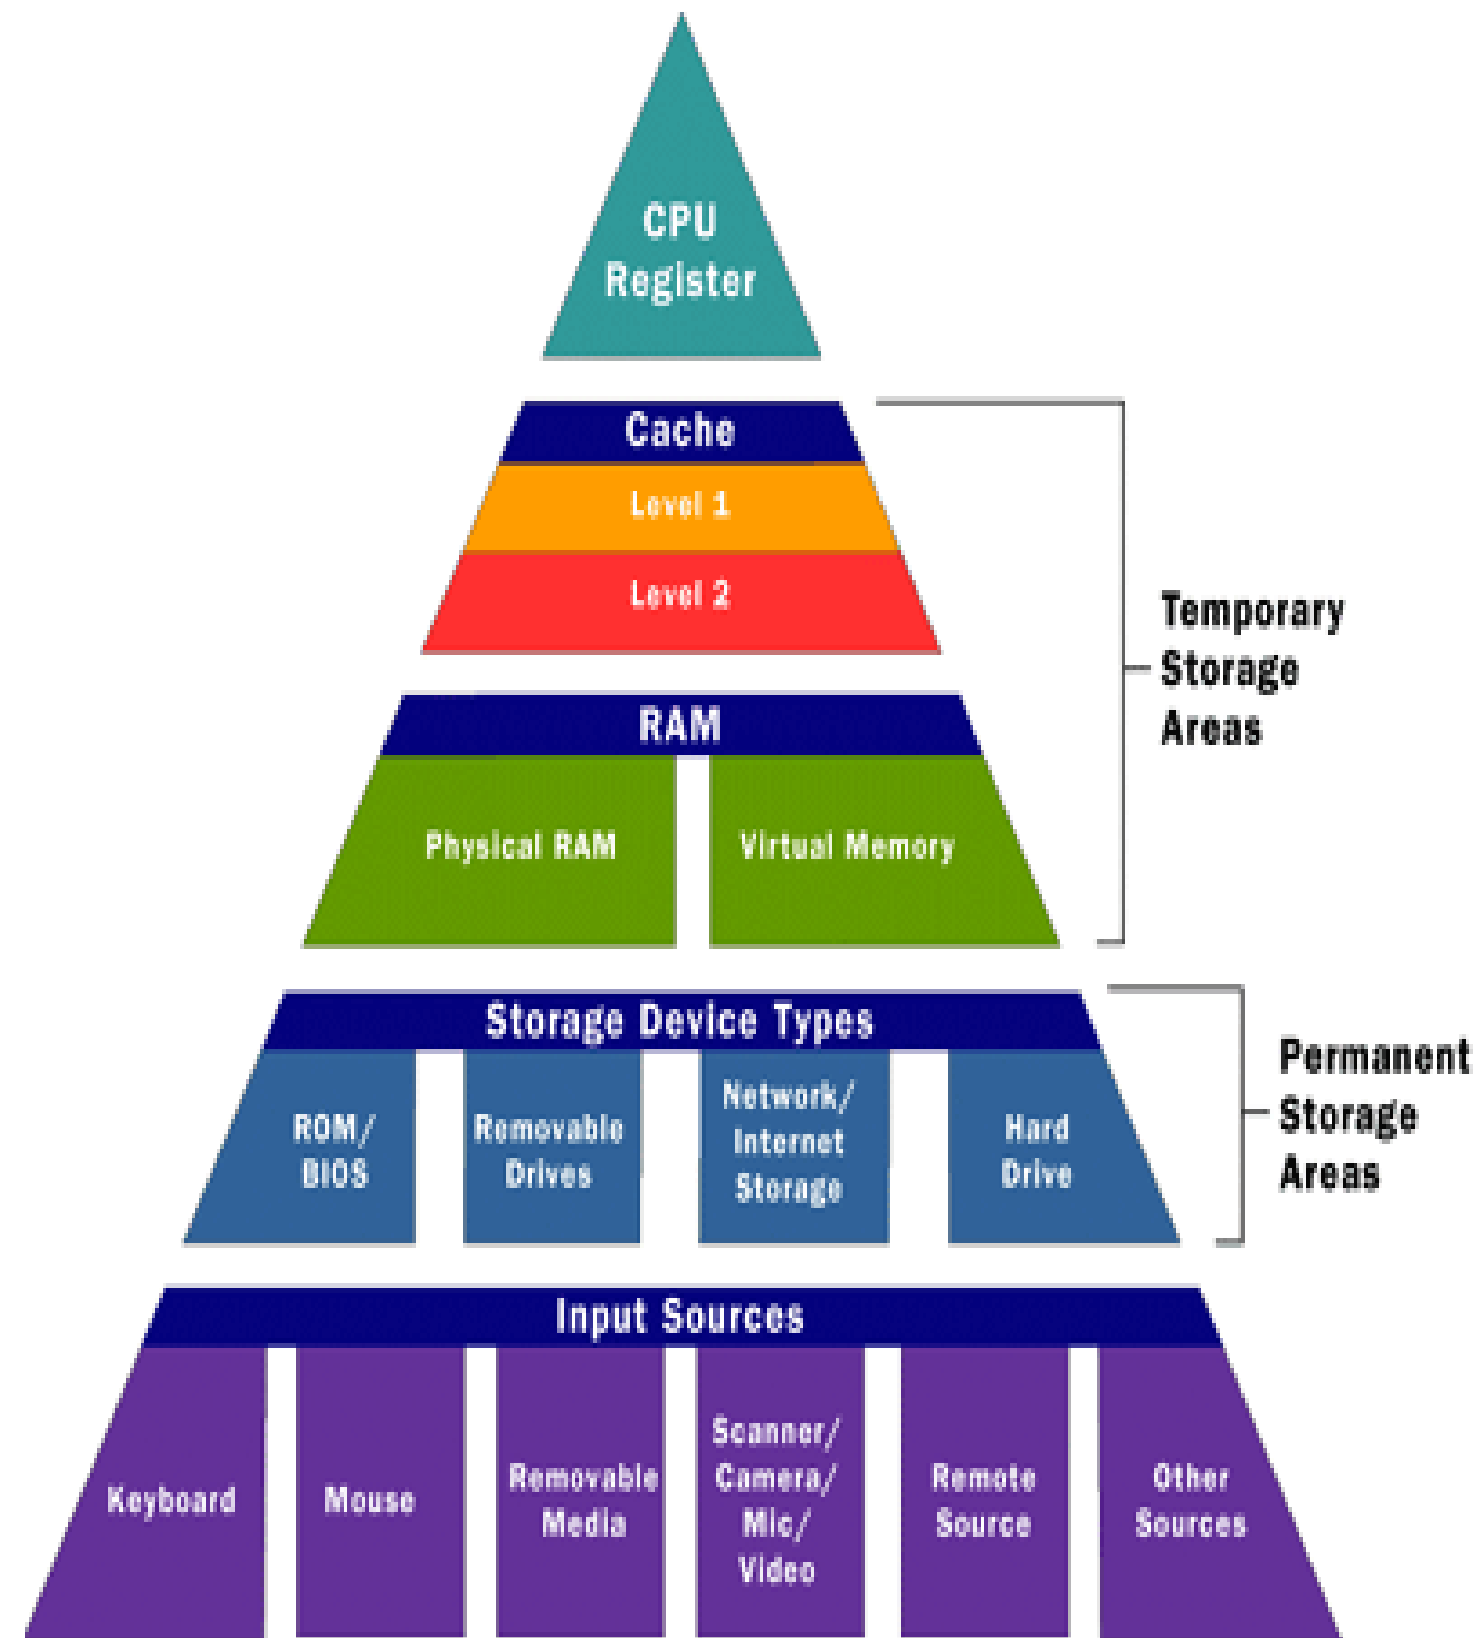 CPU
Register
Cache
Level 1
Level 2
Temporary
Storage
Areas
RAM
Physical RAM
Virtual Memory
Storage Device Types
ROM/
BIOS
Removable
Drives
Network/
Internet
Storage
Hard
Drive
Permanent
Storage
Areas
Input Sources
Keyboard
Mouse
Removable
Media
Scanner/
Camera/
Mic/
Video
Remote
Source
Other
Sources